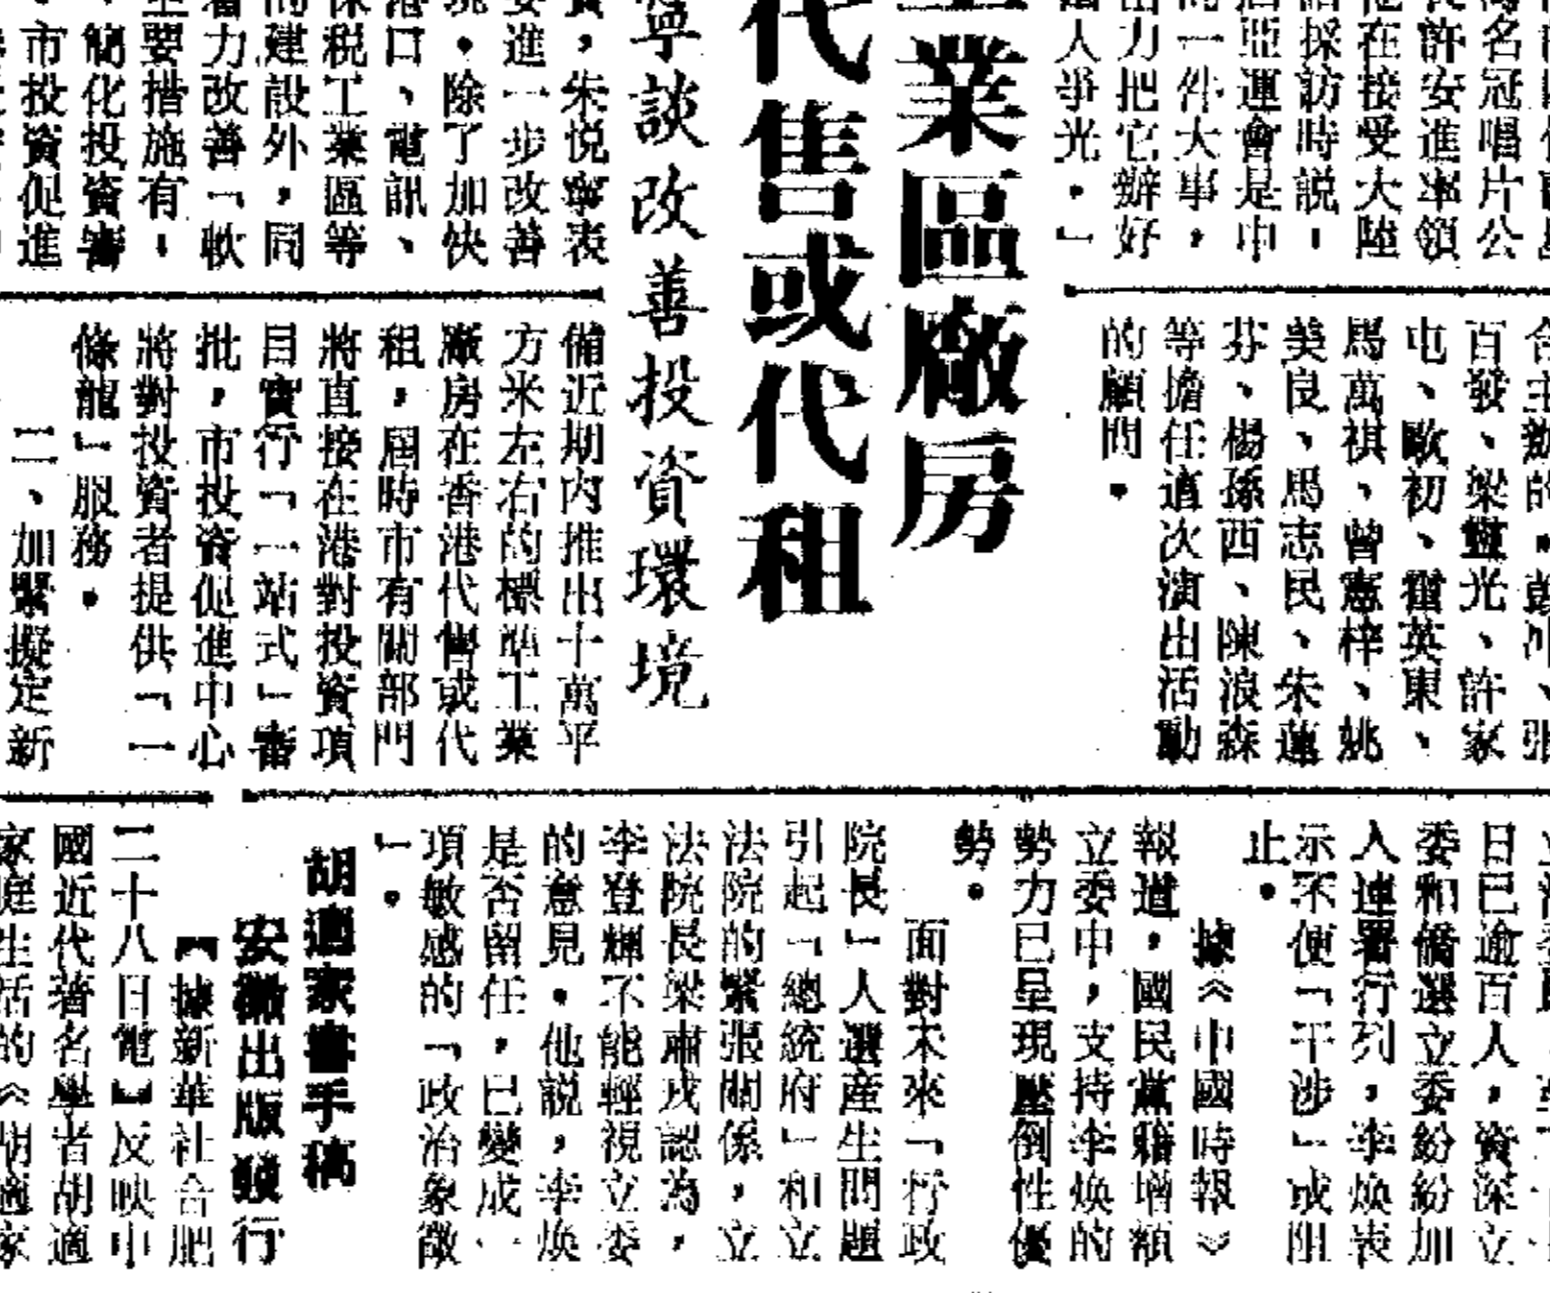 名冠唱片公
許安進率領
他在接受大陸
採訪時説，
亞運會是中
的一件大事，
出力把它辦好
人爭光。」
百發、梁靈光、許家
屯、歐初、霍英東、
馬萬祺、曾憲梓、姚
美良、馬志民、朱蓮
芬、楊孫西、陳浪森
等擔任這次演出活動
的顧問。
業區廠房
代售或代租
寧談改善投資環境
資，朱悦寧表
要進一步改善
境。除了加快
港口、電訊、
保税工業區等
的建設外，同
着力改善「軟
主要措施有：
簡化投資審
市投資促進
備近期内推出十萬平
方米左右的標準工業
廠房在香港代售或代
租，屆時市有關部門
將直接在港對投資項
目實行「一站式」審
批，市投資促進中心
將對投資者提供「一
條龍」服務。
二、加緊擬定新
日已逾百人，資深立
委和僑選立委紛紛加
入連署行列，李煥表
示不便「干涉」或阻
止。
據《中國時報》
報道，國民黨籍增額
立委中，支持李煥的
勢力已呈現壓倒性優
勢。
面對未來「行政
院長」人選産生問題
引起「總統府」和立
法院的緊張關係，立
法院長梁肅戎認為，
李登輝不能輕視立委
的意見。他説，李煥
是否留任，已變成一
項敏感的「政治象徵
」。
胡適家書手稿
安徽出版發行
【據新華社合肥
二十八日電】反映中
國近代著名學者胡適
家庭生活的《胡適家